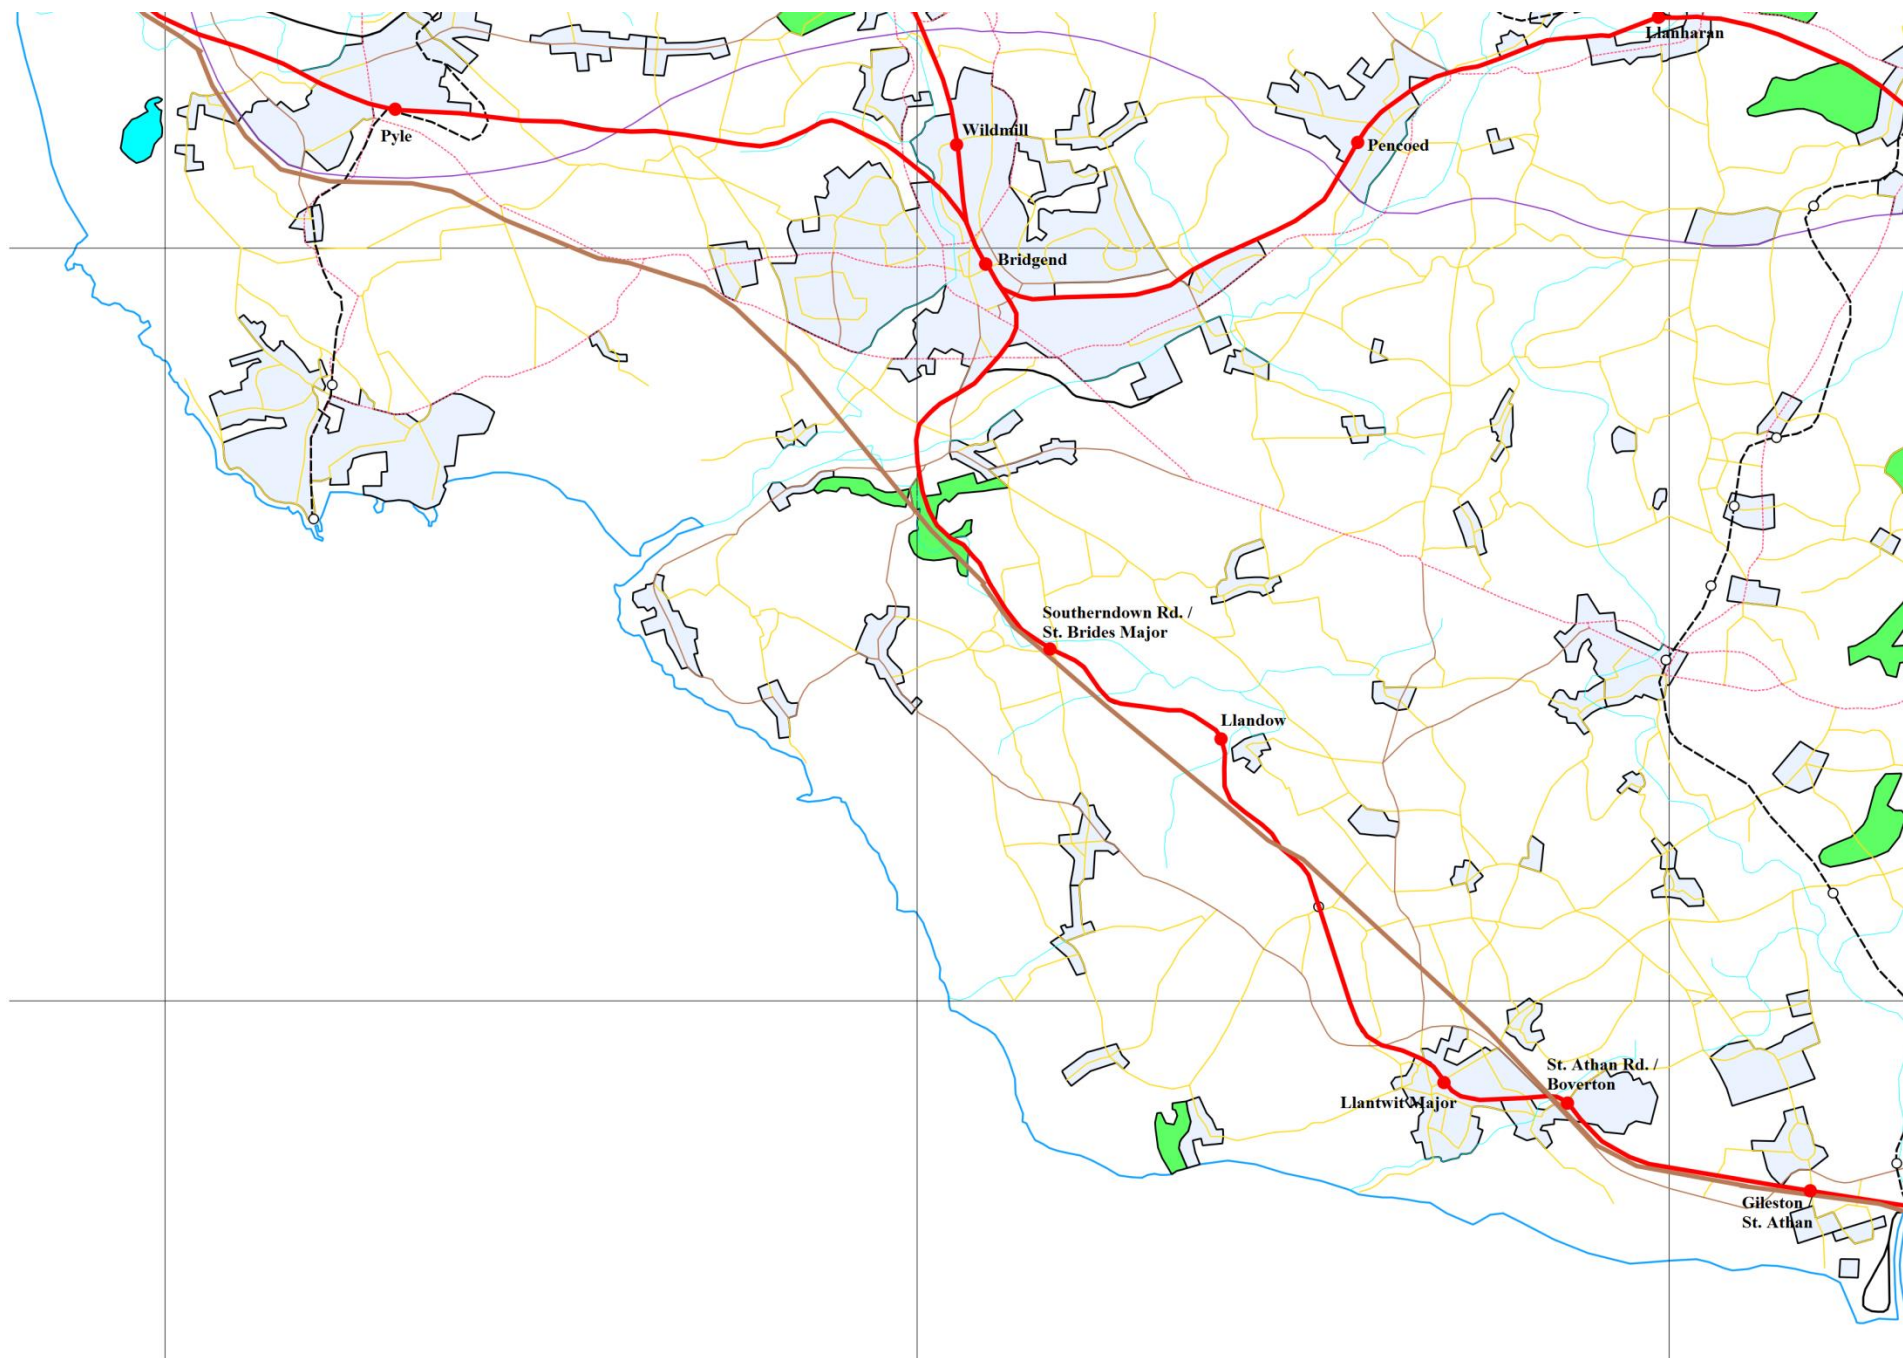 Llanharan
Wildmill
Pyle
Pencoed
Bridgend
Southerndown Rd. /
St. Brides Major
Llandow
St. Athan Rd. /
Boverton
Llantwit Major
Gileston
St. Athan